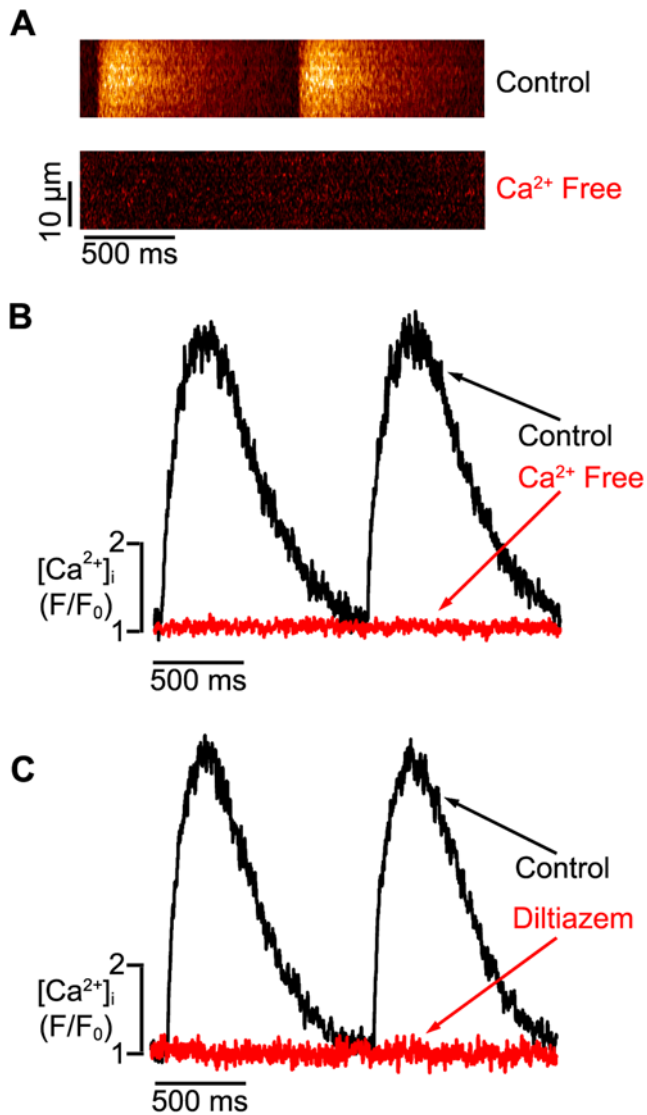 A
Control
Ca²⁺ Free
10 µm
500 ms
B
Control
Ca²⁺ Free
2
[Ca²⁺]ᵢ
(F/F₀)
1
500 ms
C
Control
Diltiazem
2
[Ca²⁺]ᵢ
(F/F₀)
1
500 ms